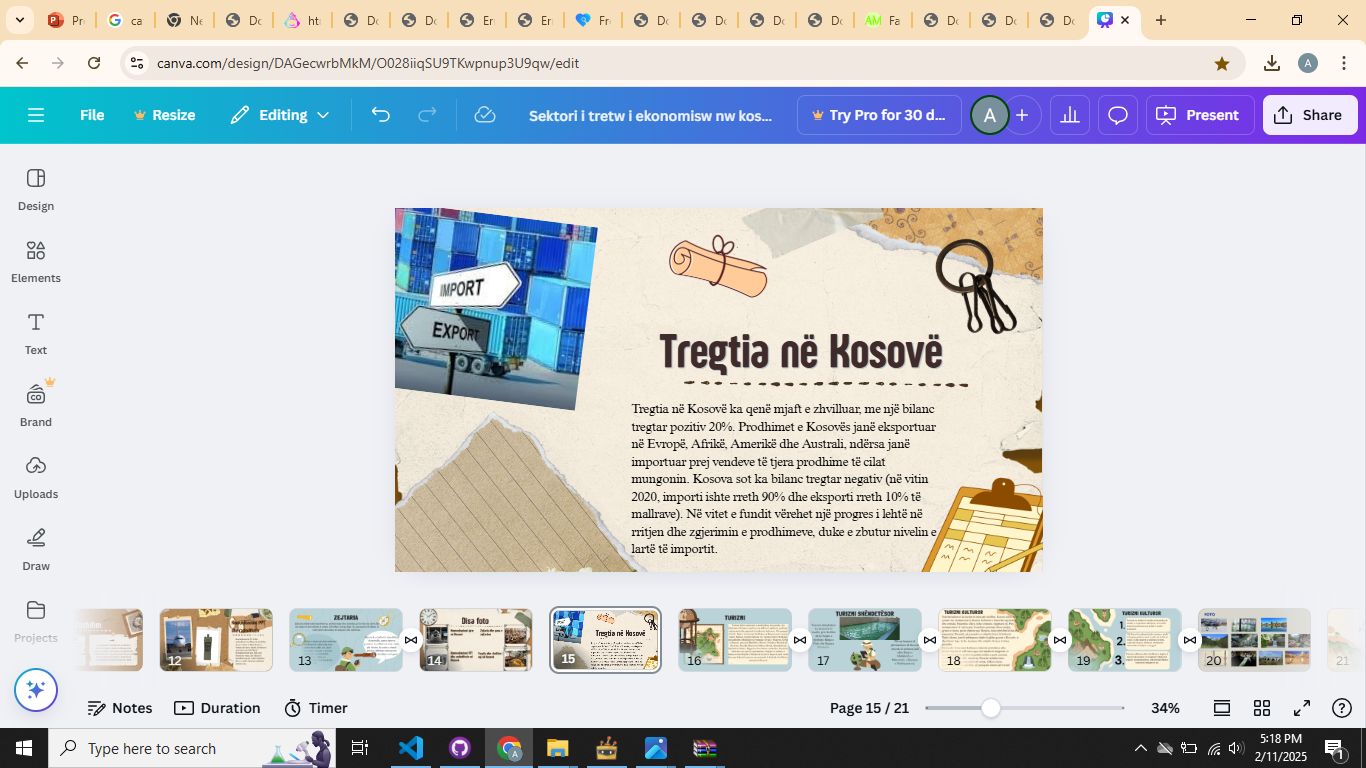 Pr
ca
Ne
Do
ht
Do
Do
Er
Er
Fr
Do
Do
Do
Do
AM Fa
Do
Do
Do
canva.com/design/DAGecwrbMkM/O028iiqSU9TKwpnup3U9qw/edit
A
File
Resize
Editing
Sektori i tretw i ekonomisw nw kos...
Try Pro for 30 d...
A
Present
Share
Design
Elements
Text
Brand
Uploads
Draw
Projects
IMPORT
EXPORT
Tregtia në Kosovë
Tregtia në Kosovë ka qenë mjaft e zhvilluar, me një bilanc
tregtar pozitiv 20%. Prodhimet e Kosovës janë eksportuar
në Evropë, Afrikë, Amerikë dhe Australi, ndërsa janë
importuar prej vendeve të tjera prodhime të cilat
mungonin. Kosova sot ka bilanc tregtar negativ (në vitin
2020, importi ishte rreth 90% dhe eksporti rreth 10% të
mallrave). Në vitet e fundit vërehet një progres i lehtë në
rritjen dhe zgjerimin e prodhimeve, duke e zbutur nivelin e
lartë të importit.
12
ZEJTARIA
13
Disa foto
14
Tregtia në Kosovë
15
TURIZMI
16
TURIZMI SHËNDETËSOR
17
TURIZMI KULTUROR
18
TURIZMI KULTUROR
1.
2.
3.
19
FOTO
20
21
Notes
Duration
Timer
Page 15 / 21
34%
Type here to search
5:18 PM
2/11/2025
1